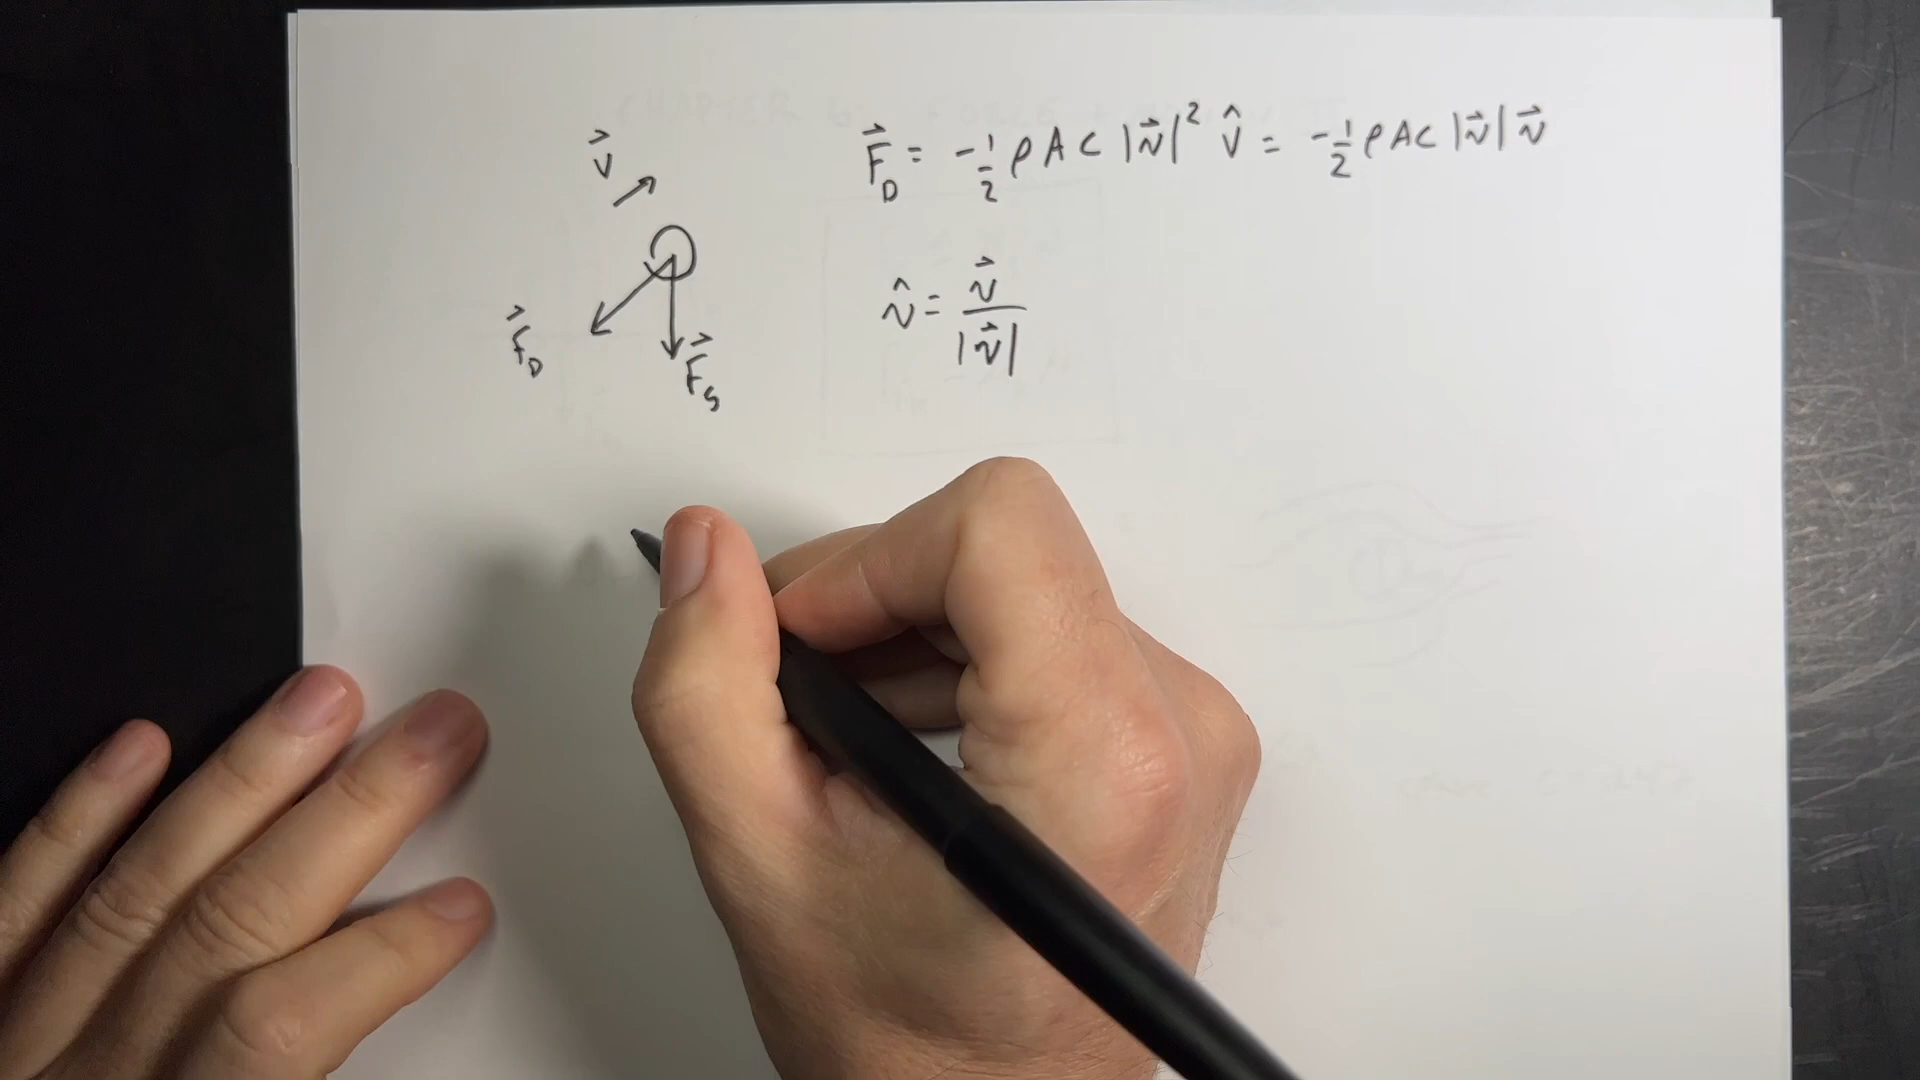 v⃗
F⃗_D = -½ ρ A C |v⃗|² v̂ = -½ ρ A C |v⃗| v⃗
v̂ = v⃗ / |v⃗|
F⃗_D
F⃗_g